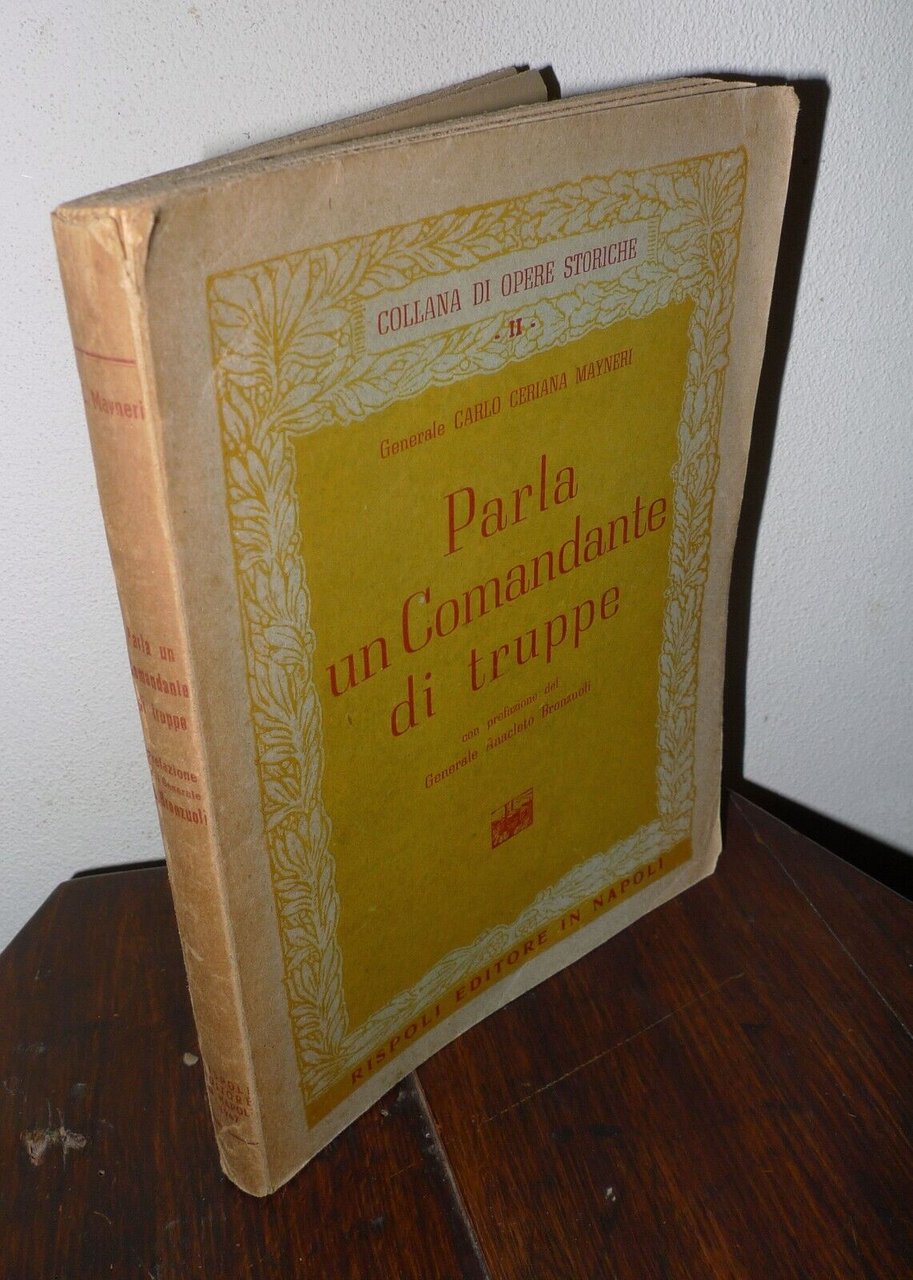 COLLANA DI OPERE STORICHE
- II -
Generale CARLO CERIANA MAYNERI
Parla
un Comandante
di truppe
con prefazione del
Generale Anacleto Bronzuoli
RISPOLI EDITORE IN NAPOLI
Mayneri
Parla un
Comandante
di truppe
Prefazione
Generale
Bronzuoli